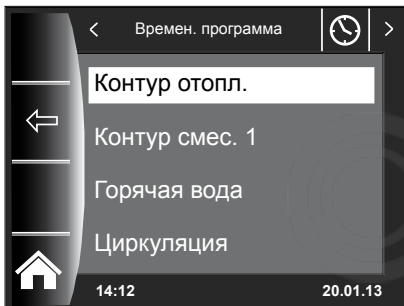 Времен. программа
Контур отопл.
Контур смес. 1
Горячая вода
Циркуляция
14:12 20.01.13